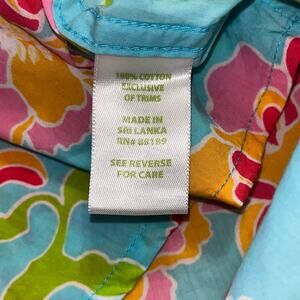 100% COTTON
EXCLUSIVE
OF TRIMS
MADE IN
SRI LANKA
RN# 88189
SEE REVERSE
FOR CARE